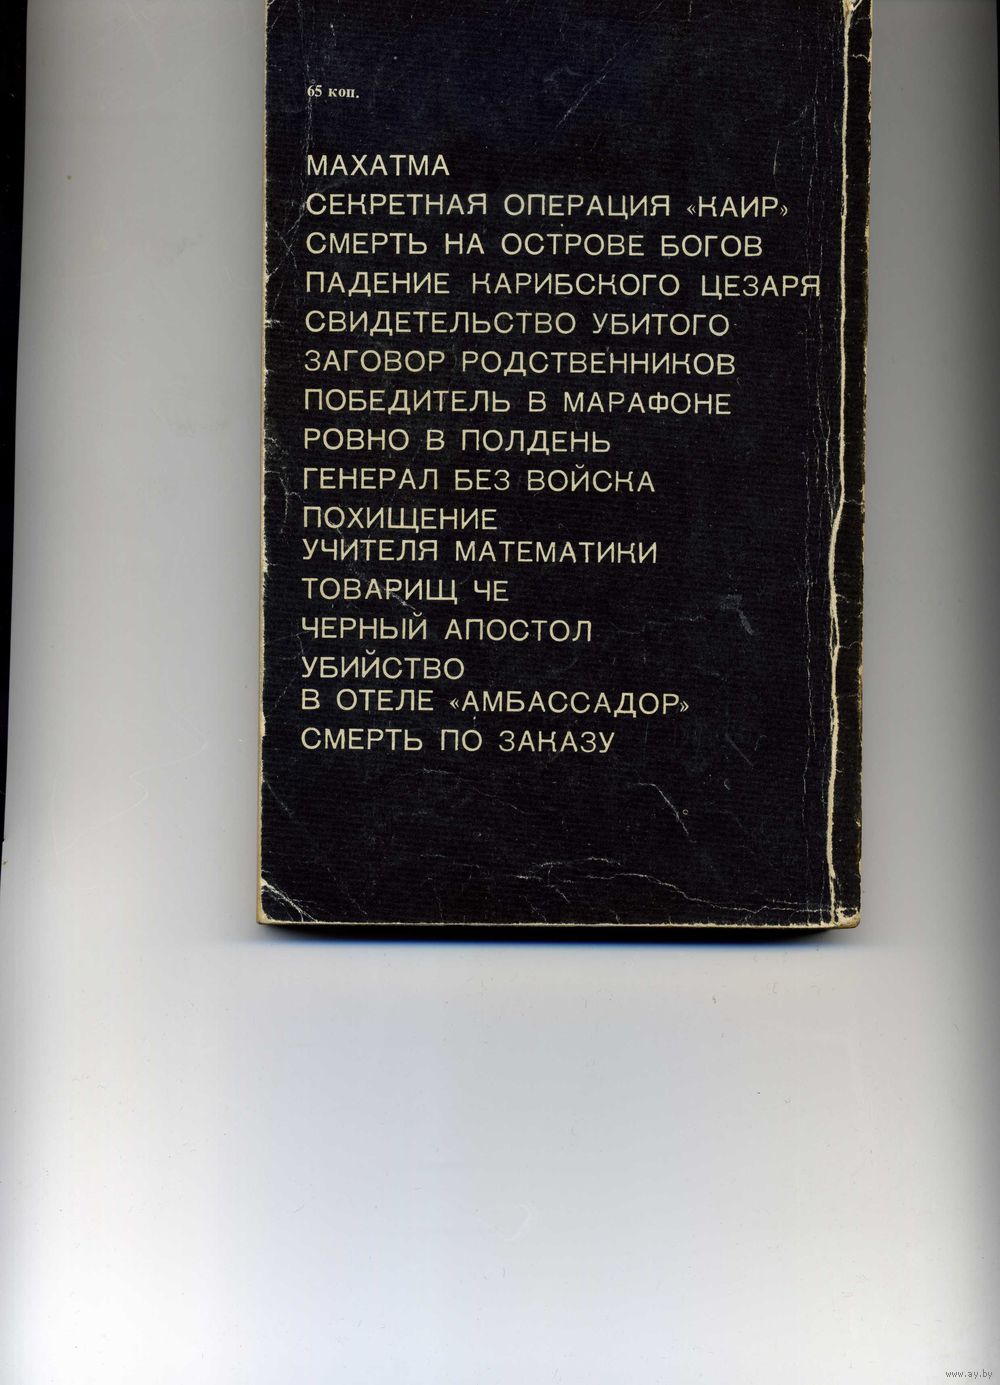 65 коп.
МАХАТМА
СЕКРЕТНАЯ ОПЕРАЦИЯ «КАИР»
СМЕРТЬ НА ОСТРОВЕ БОГОВ
ПАДЕНИЕ КАРИБСКОГО ЦЕЗАРЯ
СВИДЕТЕЛЬСТВО УБИТОГО
ЗАГОВОР РОДСТВЕННИКОВ
ПОБЕДИТЕЛЬ В МАРАФОНЕ
РОВНО В ПОЛДЕНЬ
ГЕНЕРАЛ БЕЗ ВОЙСКА
ПОХИЩЕНИЕ
УЧИТЕЛЯ МАТЕМАТИКИ
ТОВАРИЩ ЧЕ
ЧЕРНЫЙ АПОСТОЛ
УБИЙСТВО
В ОТЕЛЕ «АМБАССАДОР»
СМЕРТЬ ПО ЗАКАЗУ
www.ay.by